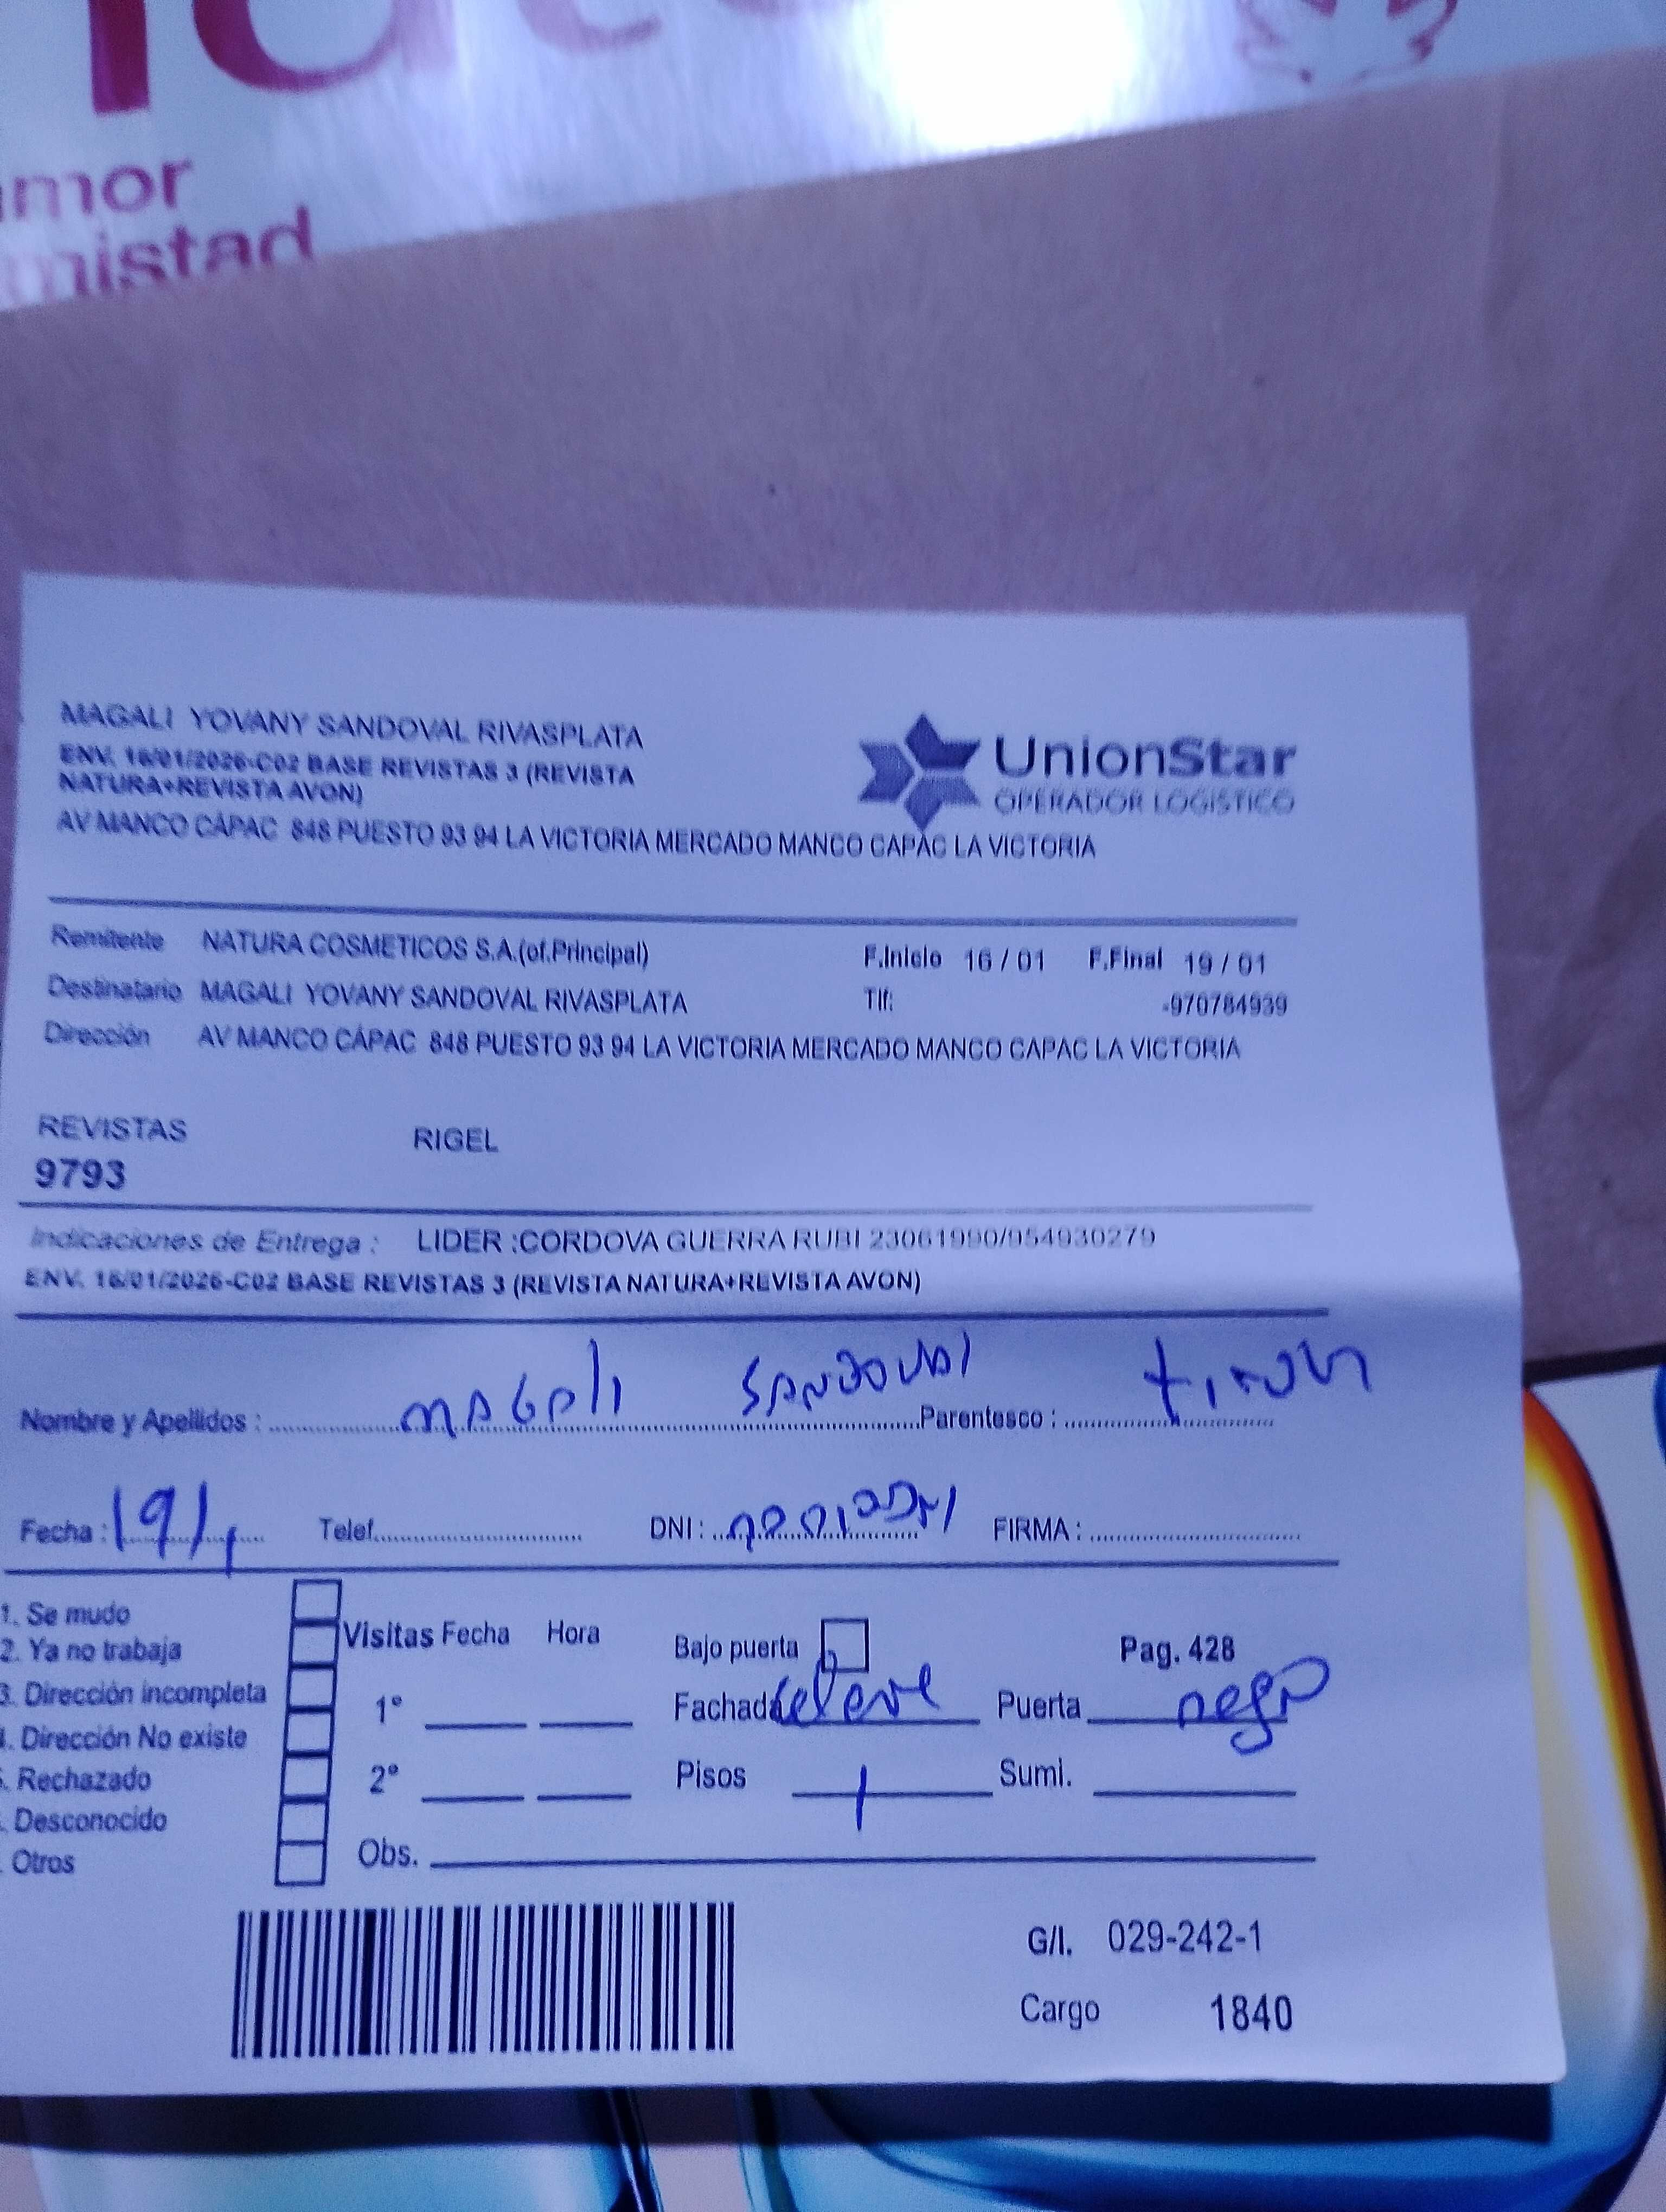 mor
mistad
MAGALI YOVANY SANDOVAL RIVASPLATA
ENV. 16/01/2026-C02 BASE REVISTAS 3 (REVISTA
NATURA+REVISTA AVON)
AV MANCO CÁPAC 848 PUESTO 93 94 LA VICTORIA MERCADO MANCO CAPAC LA VICTORIA
UnionStar
OPERADOR LOGISTICO
Remitente NATURA COSMETICOS S.A.(of.Principal) F.Inicio 16 / 01 F.Final 19 / 01
Destinatario MAGALI YOVANY SANDOVAL RIVASPLATA Tlf: -970784939
Dirección AV MANCO CÁPAC 848 PUESTO 93 94 LA VICTORIA MERCADO MANCO CAPAC LA VICTORIA
REVISTAS RIGEL
9793
Indicaciones de Entrega : LIDER :CORDOVA GUERRA RUBI 23061990/954930279
ENV. 16/01/2026-C02 BASE REVISTAS 3 (REVISTA NATURA+REVISTA AVON)
Nombre y Apellidos : MAGALI SANDOVAL Parentesco :
Fecha : 19/1 Telef. DNI : FIRMA :
1. Se mudo
2. Ya no trabaja
3. Dirección incompleta
. Dirección No existe
. Rechazado
. Desconocido
. Otros
Visitas Fecha Hora
1°
2°
Obs.
Bajo puerta Pag. 428
Fachada Puerta negro
Pisos 1 Sumi.
G/I. 029-242-1
Cargo 1840